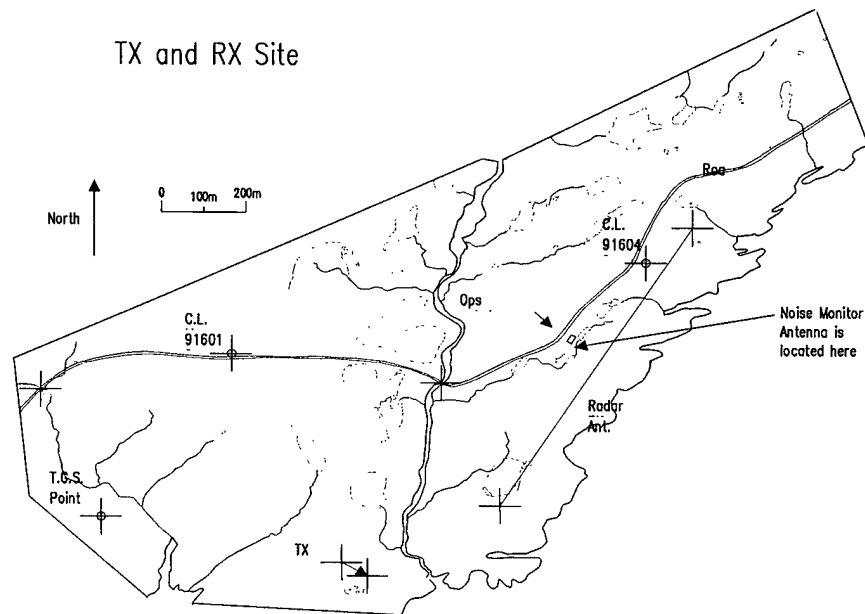 TX and RX Site
North
0 100m 200m
Roa
C.L.
91604
Ops
C.L.
91601
Noise Monitor
Antenna is
located here
Radar
Ant.
T.G.S.
Point
TX